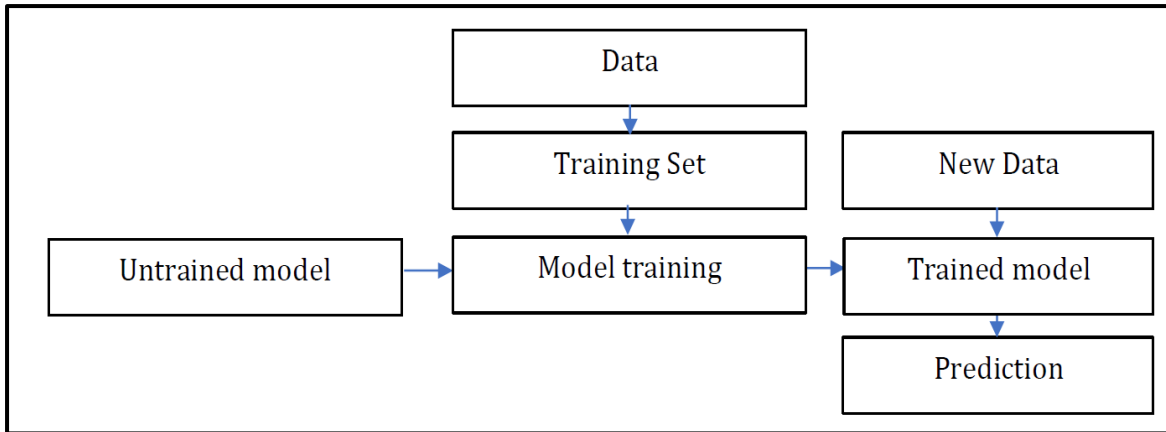 Data
Training Set
New Data
Untrained model
Model training
Trained model
Prediction